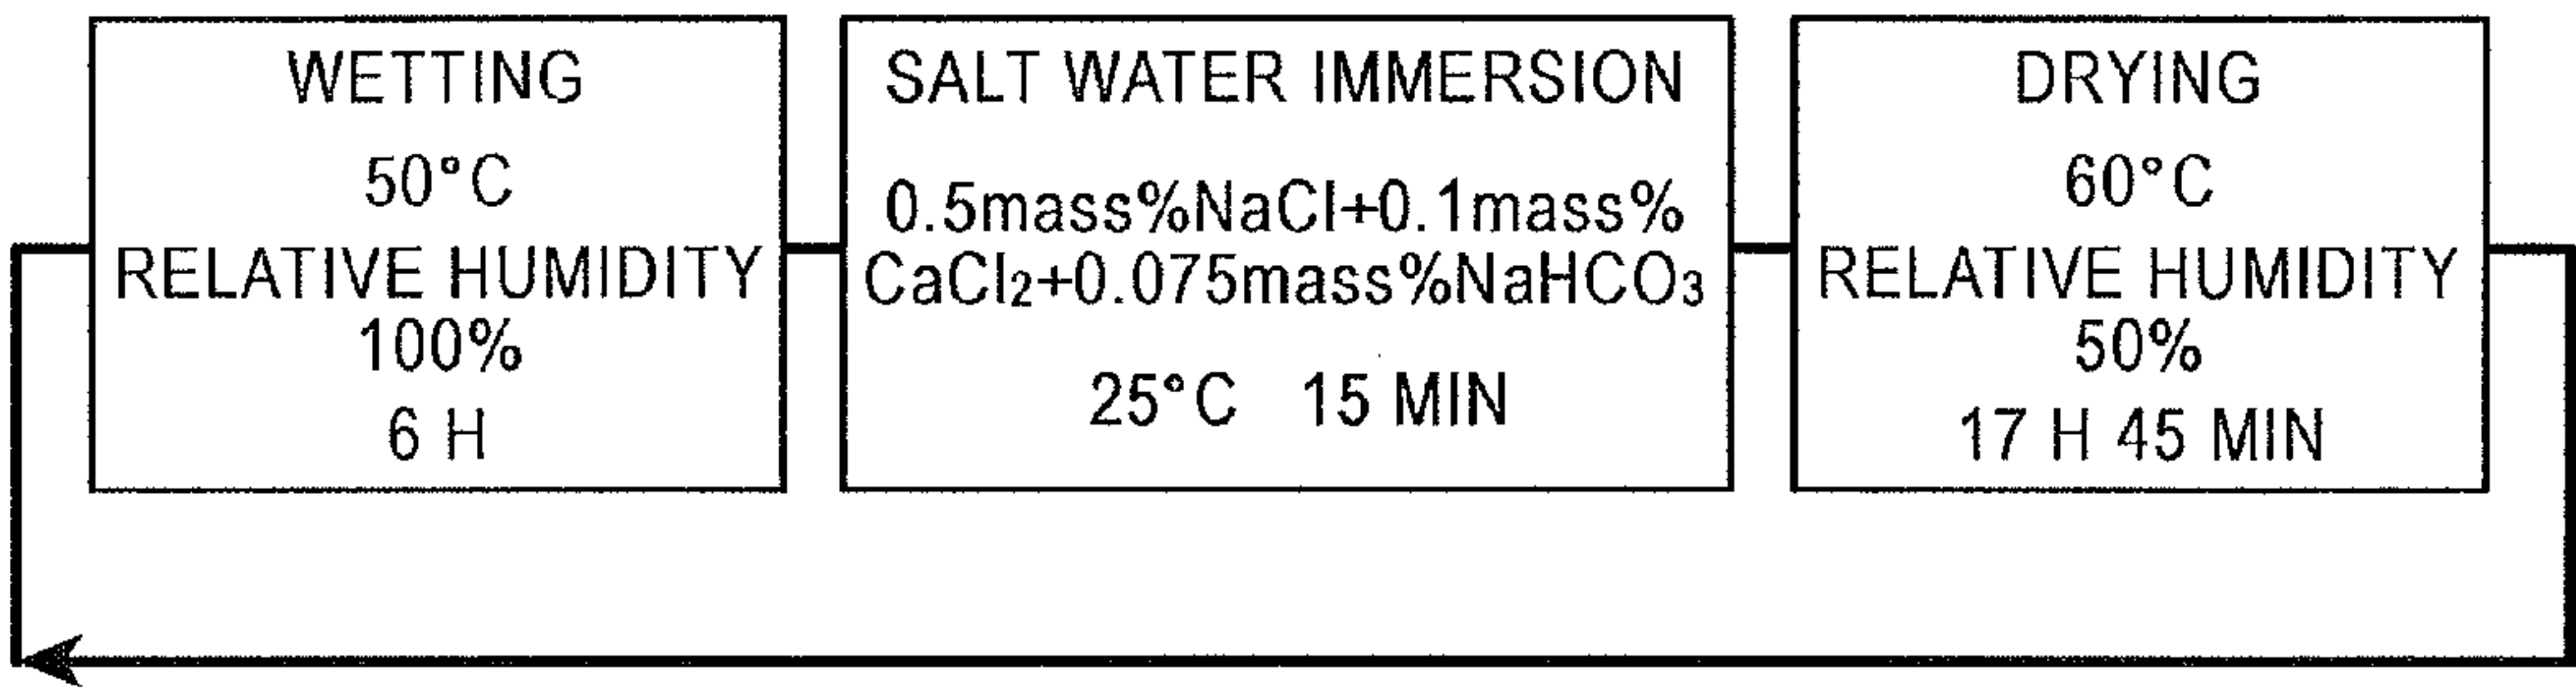 WETTING
50°C
RELATIVE HUMIDITY
100%
6 H
SALT WATER IMMERSION
0.5mass%NaCl+0.1mass%
CaCl₂+0.075mass%NaHCO₃
25°C 15 MIN
DRYING
60°C
RELATIVE HUMIDITY
50%
17 H 45 MIN